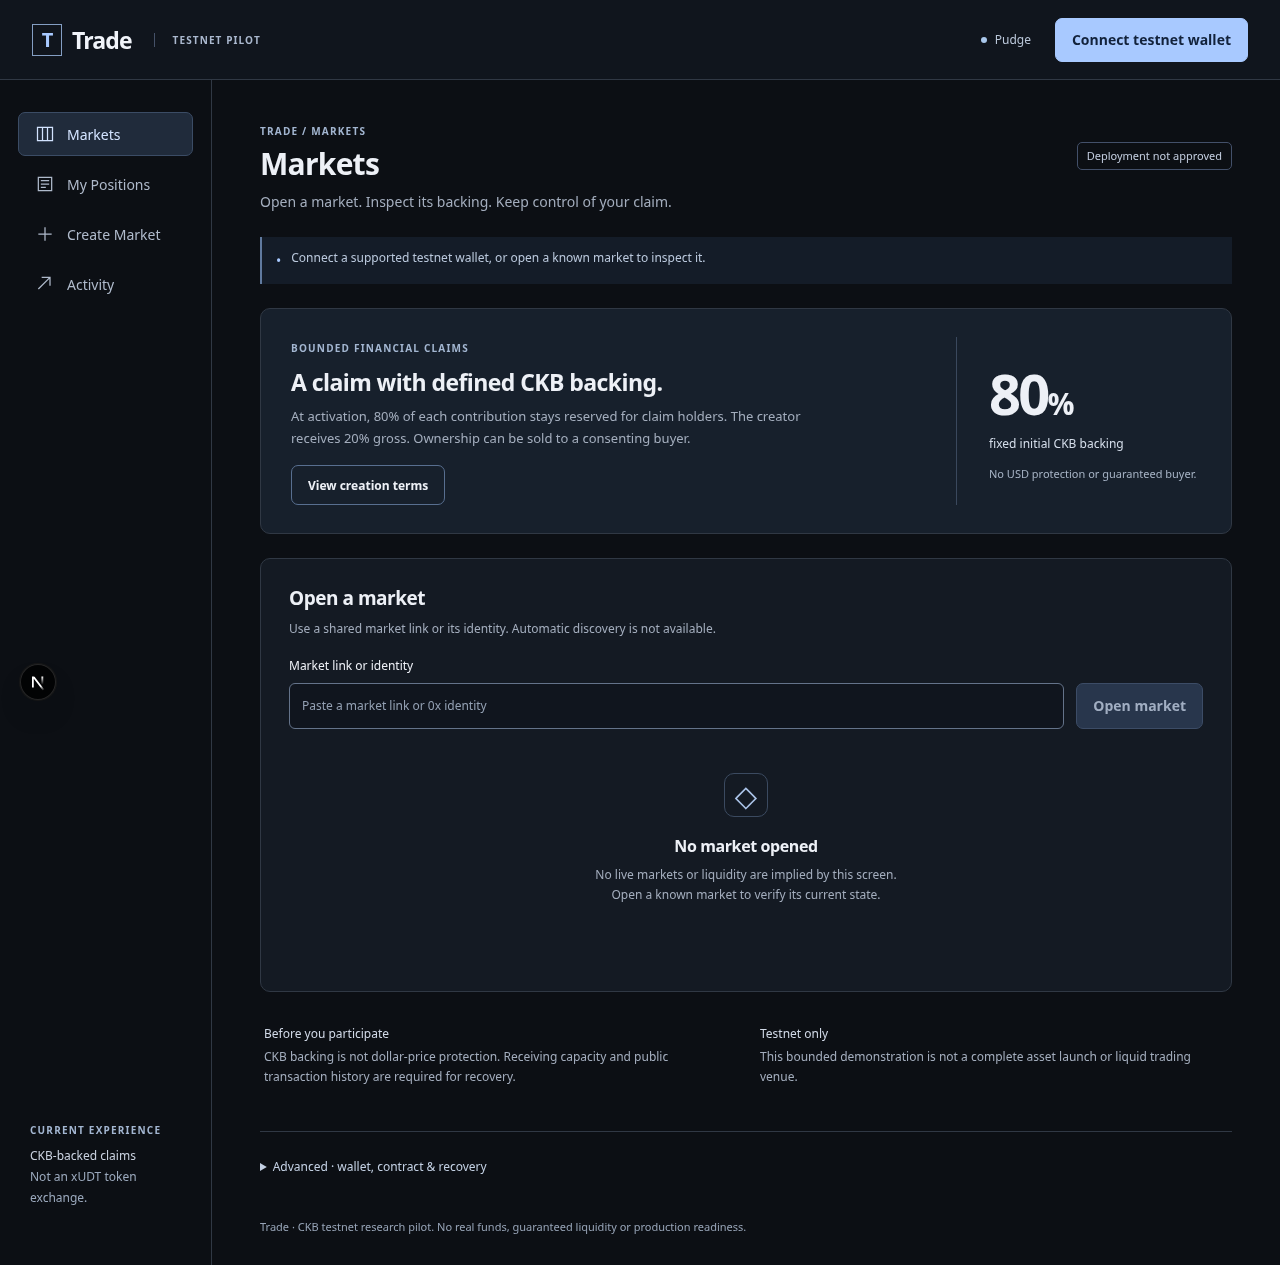 T Trade
TESTNET PILOT
Pudge
Connect testnet wallet
Markets
My Positions
Create Market
Activity
TRADE / MARKETS
Markets
Deployment not approved
Open a market. Inspect its backing. Keep control of your claim.
• Connect a supported testnet wallet, or open a known market to inspect it.
BOUNDED FINANCIAL CLAIMS
A claim with defined CKB backing.
At activation, 80% of each contribution stays reserved for claim holders. The creator
receives 20% gross. Ownership can be sold to a consenting buyer.
View creation terms
80%
fixed initial CKB backing
No USD protection or guaranteed buyer.
Open a market
Use a shared market link or its identity. Automatic discovery is not available.
Market link or identity
Paste a market link or 0x identity
Open market
N
No market opened
No live markets or liquidity are implied by this screen.
Open a known market to verify its current state.
Before you participate
CKB backing is not dollar-price protection. Receiving capacity and public
transaction history are required for recovery.
Testnet only
This bounded demonstration is not a complete asset launch or liquid trading
venue.
CURRENT EXPERIENCE
CKB-backed claims
Not an xUDT token
exchange.
Advanced · wallet, contract & recovery
Trade · CKB testnet research pilot. No real funds, guaranteed liquidity or production readiness.